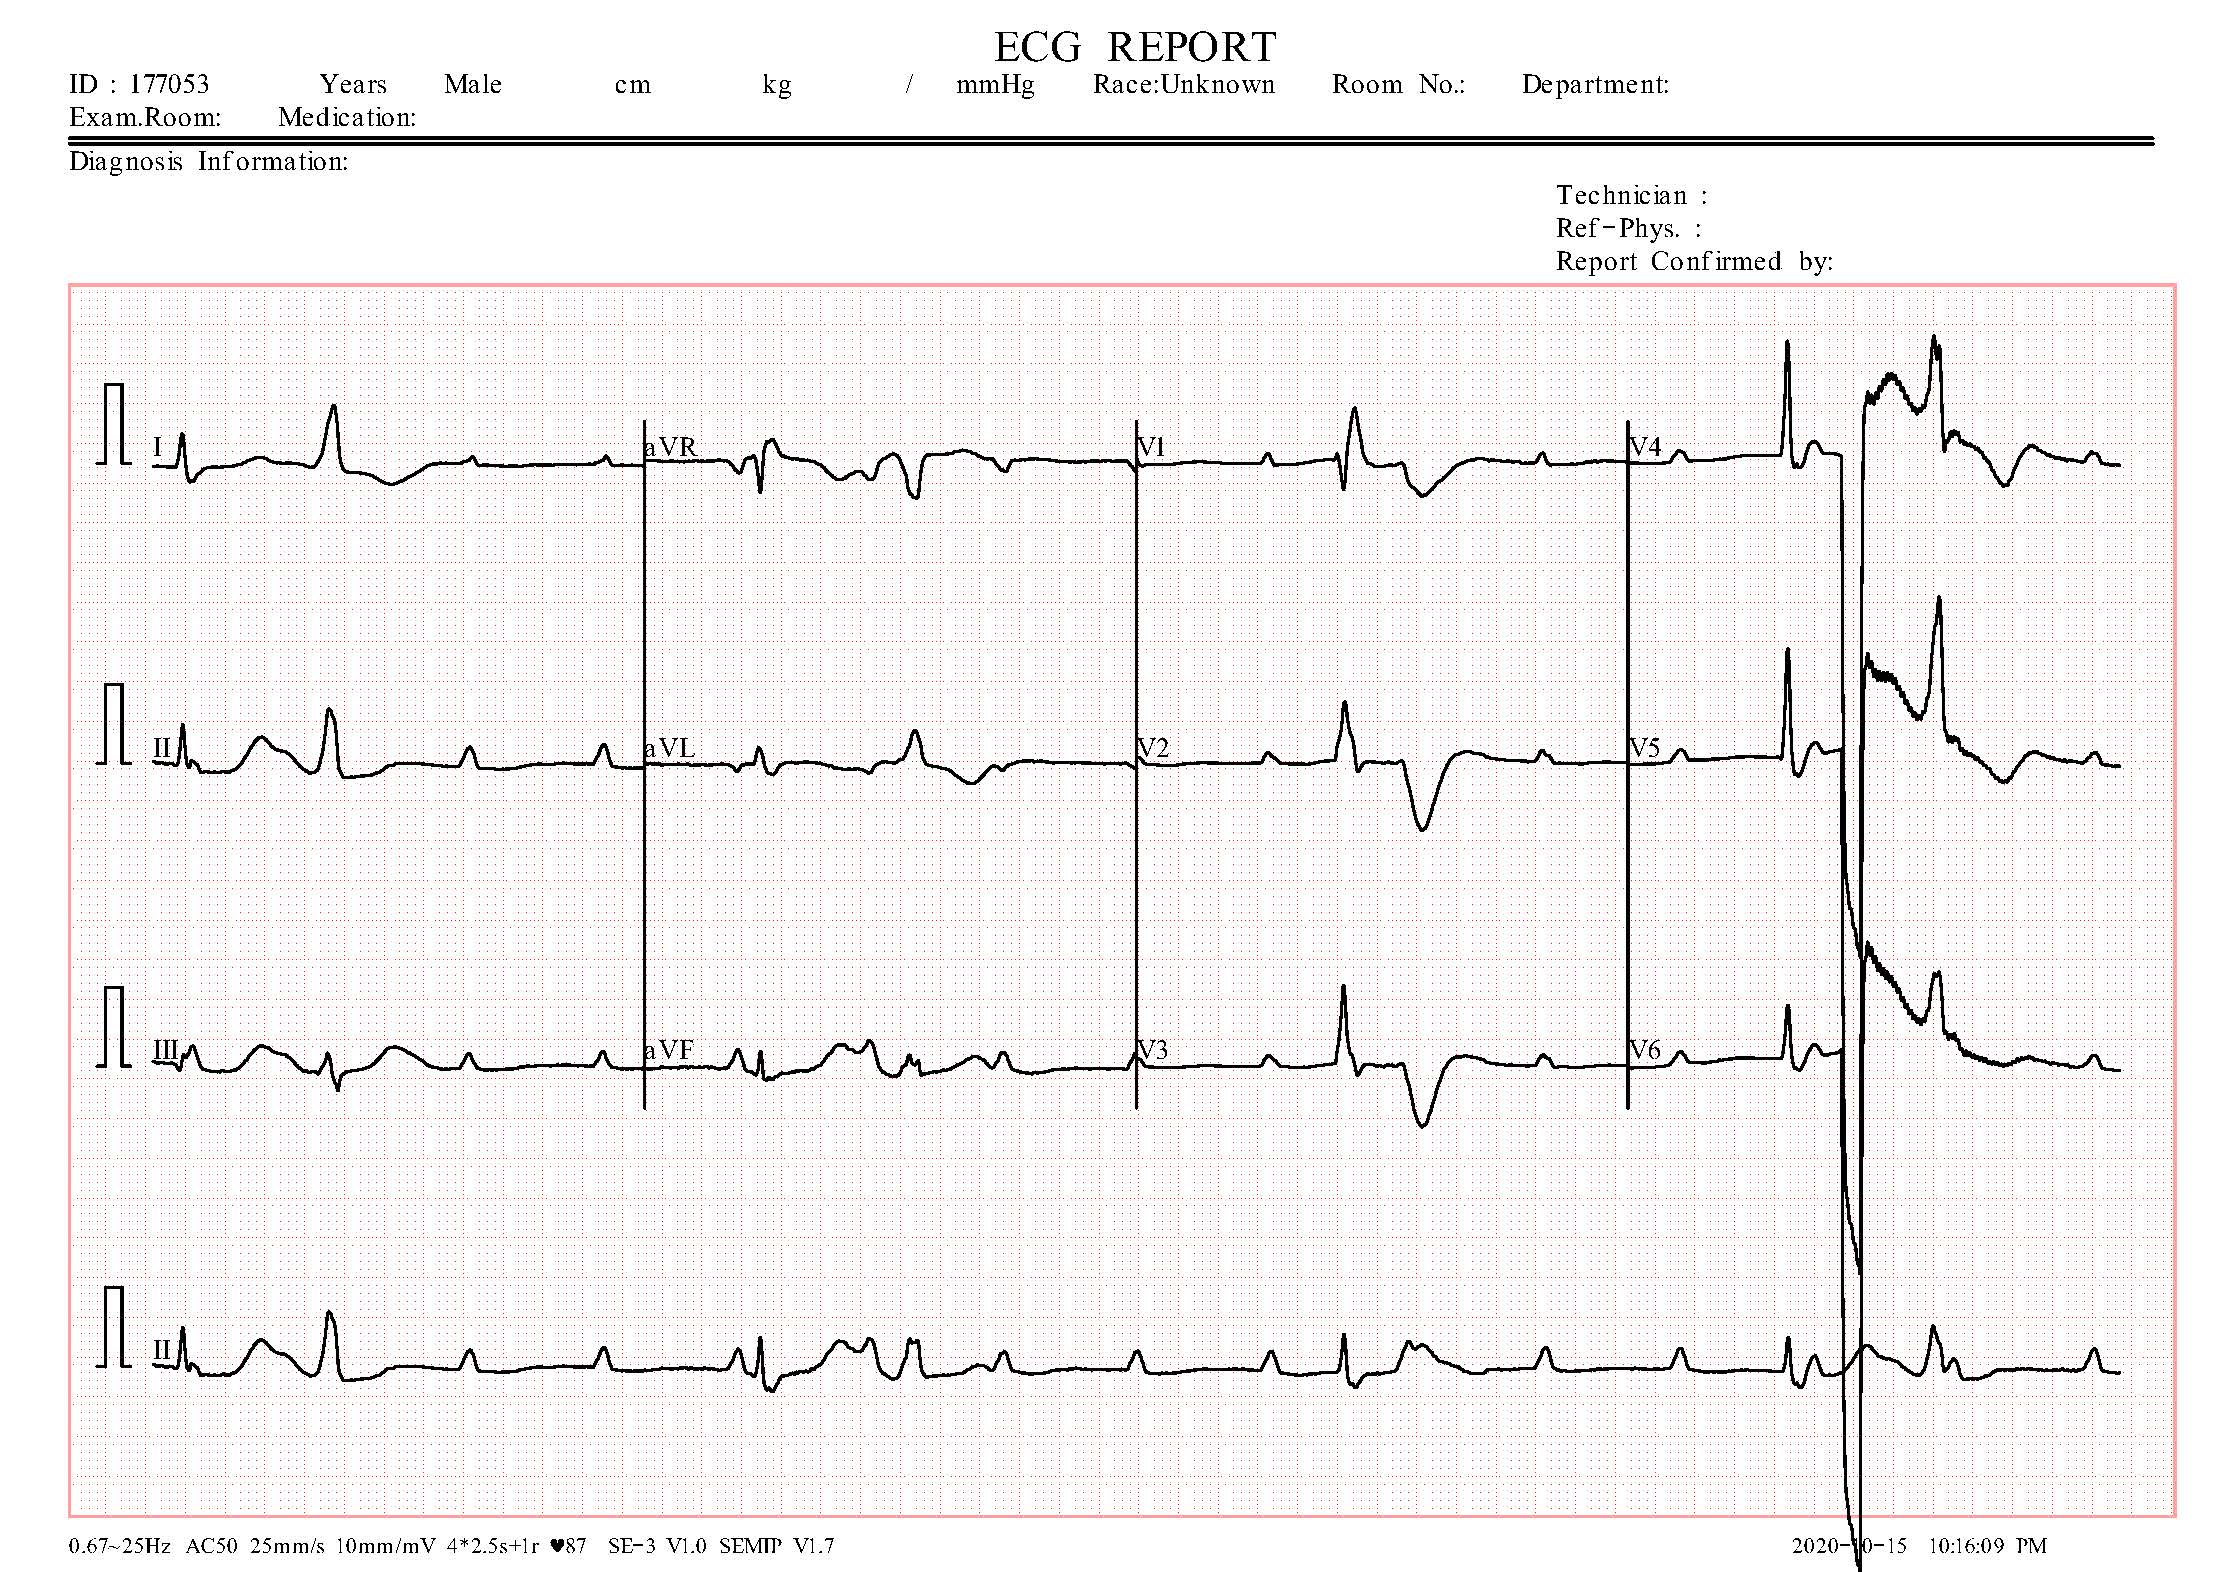 ECG REPORT
ID : 177053 Years Male cm kg / mmHg Race:Unknown Room No.: Department:
Exam.Room: Medication:
Diagnosis Information:
Technician :
Ref-Phys. :
Report Confirmed by:
I aVR V1 V4
II aVL V2 V5
III aVF V3 V6
II
0.67~25Hz AC50 25mm/s 10mm/mV 4*2.5s+1r ♥87 SE-3 V1.0 SEMIP V1.7 2020-10-15 10:16:09 PM